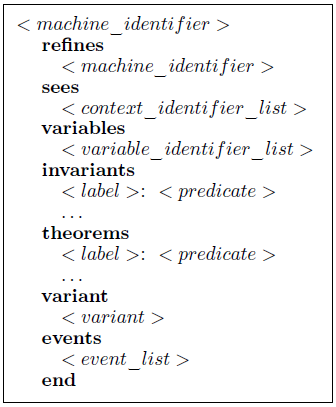 < machine_identifier >
refines
< machine_identifier >
sees
< context_identifier_list >
variables
< variable_identifier_list >
invariants
< label >: < predicate >
...
theorems
< label >: < predicate >
...
variant
< variant >
events
< event_list >
end